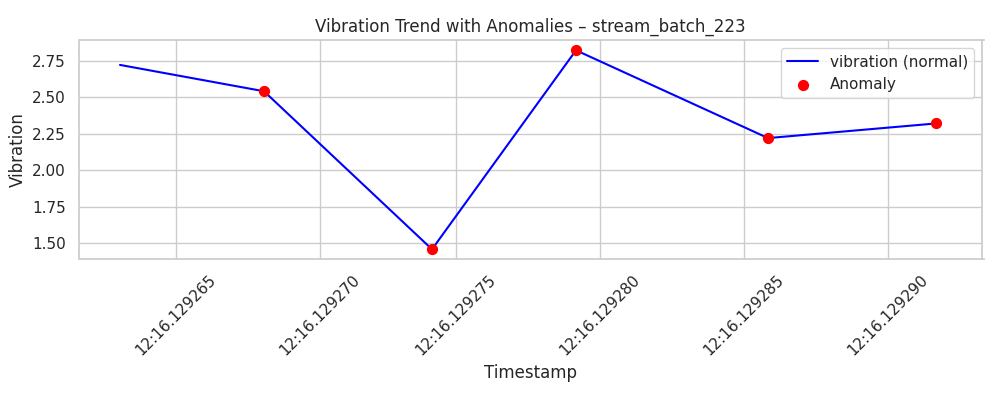 Vibration Trend with Anomalies – stream_batch_223
vibration (normal)
Anomaly
Vibration
2.75
2.50
2.25
2.00
1.75
1.50
12:16.129265
12:16.129270
12:16.129275
12:16.129280
12:16.129285
12:16.129290
Timestamp